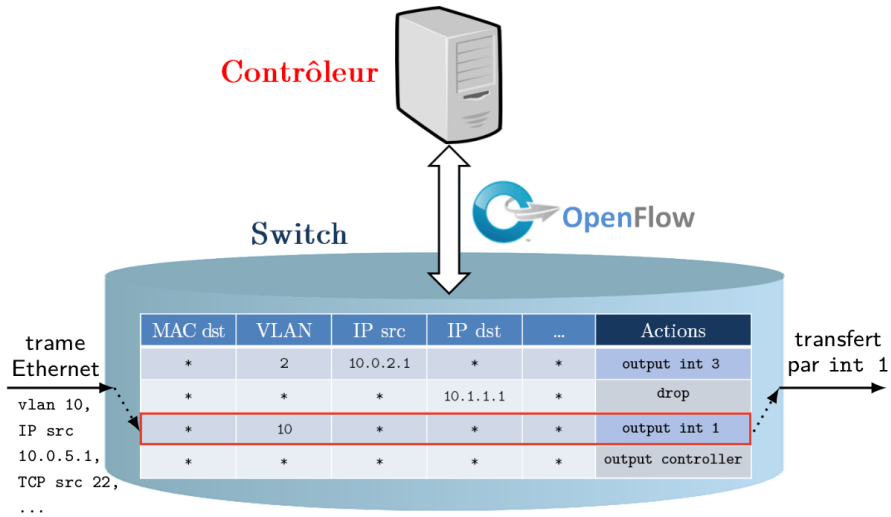 Contrôleur
OpenFlow
™
Switch
MAC dst VLAN IP src IP dst ... Actions
* 2 10.0.2.1 * * output int 3
* * * 10.1.1.1 * drop
* 10 * * * output int 1
* * * * * output controller
trame
Ethernet
vlan 10,
IP src
10.0.5.1,
TCP src 22,
...
transfert
par int 1